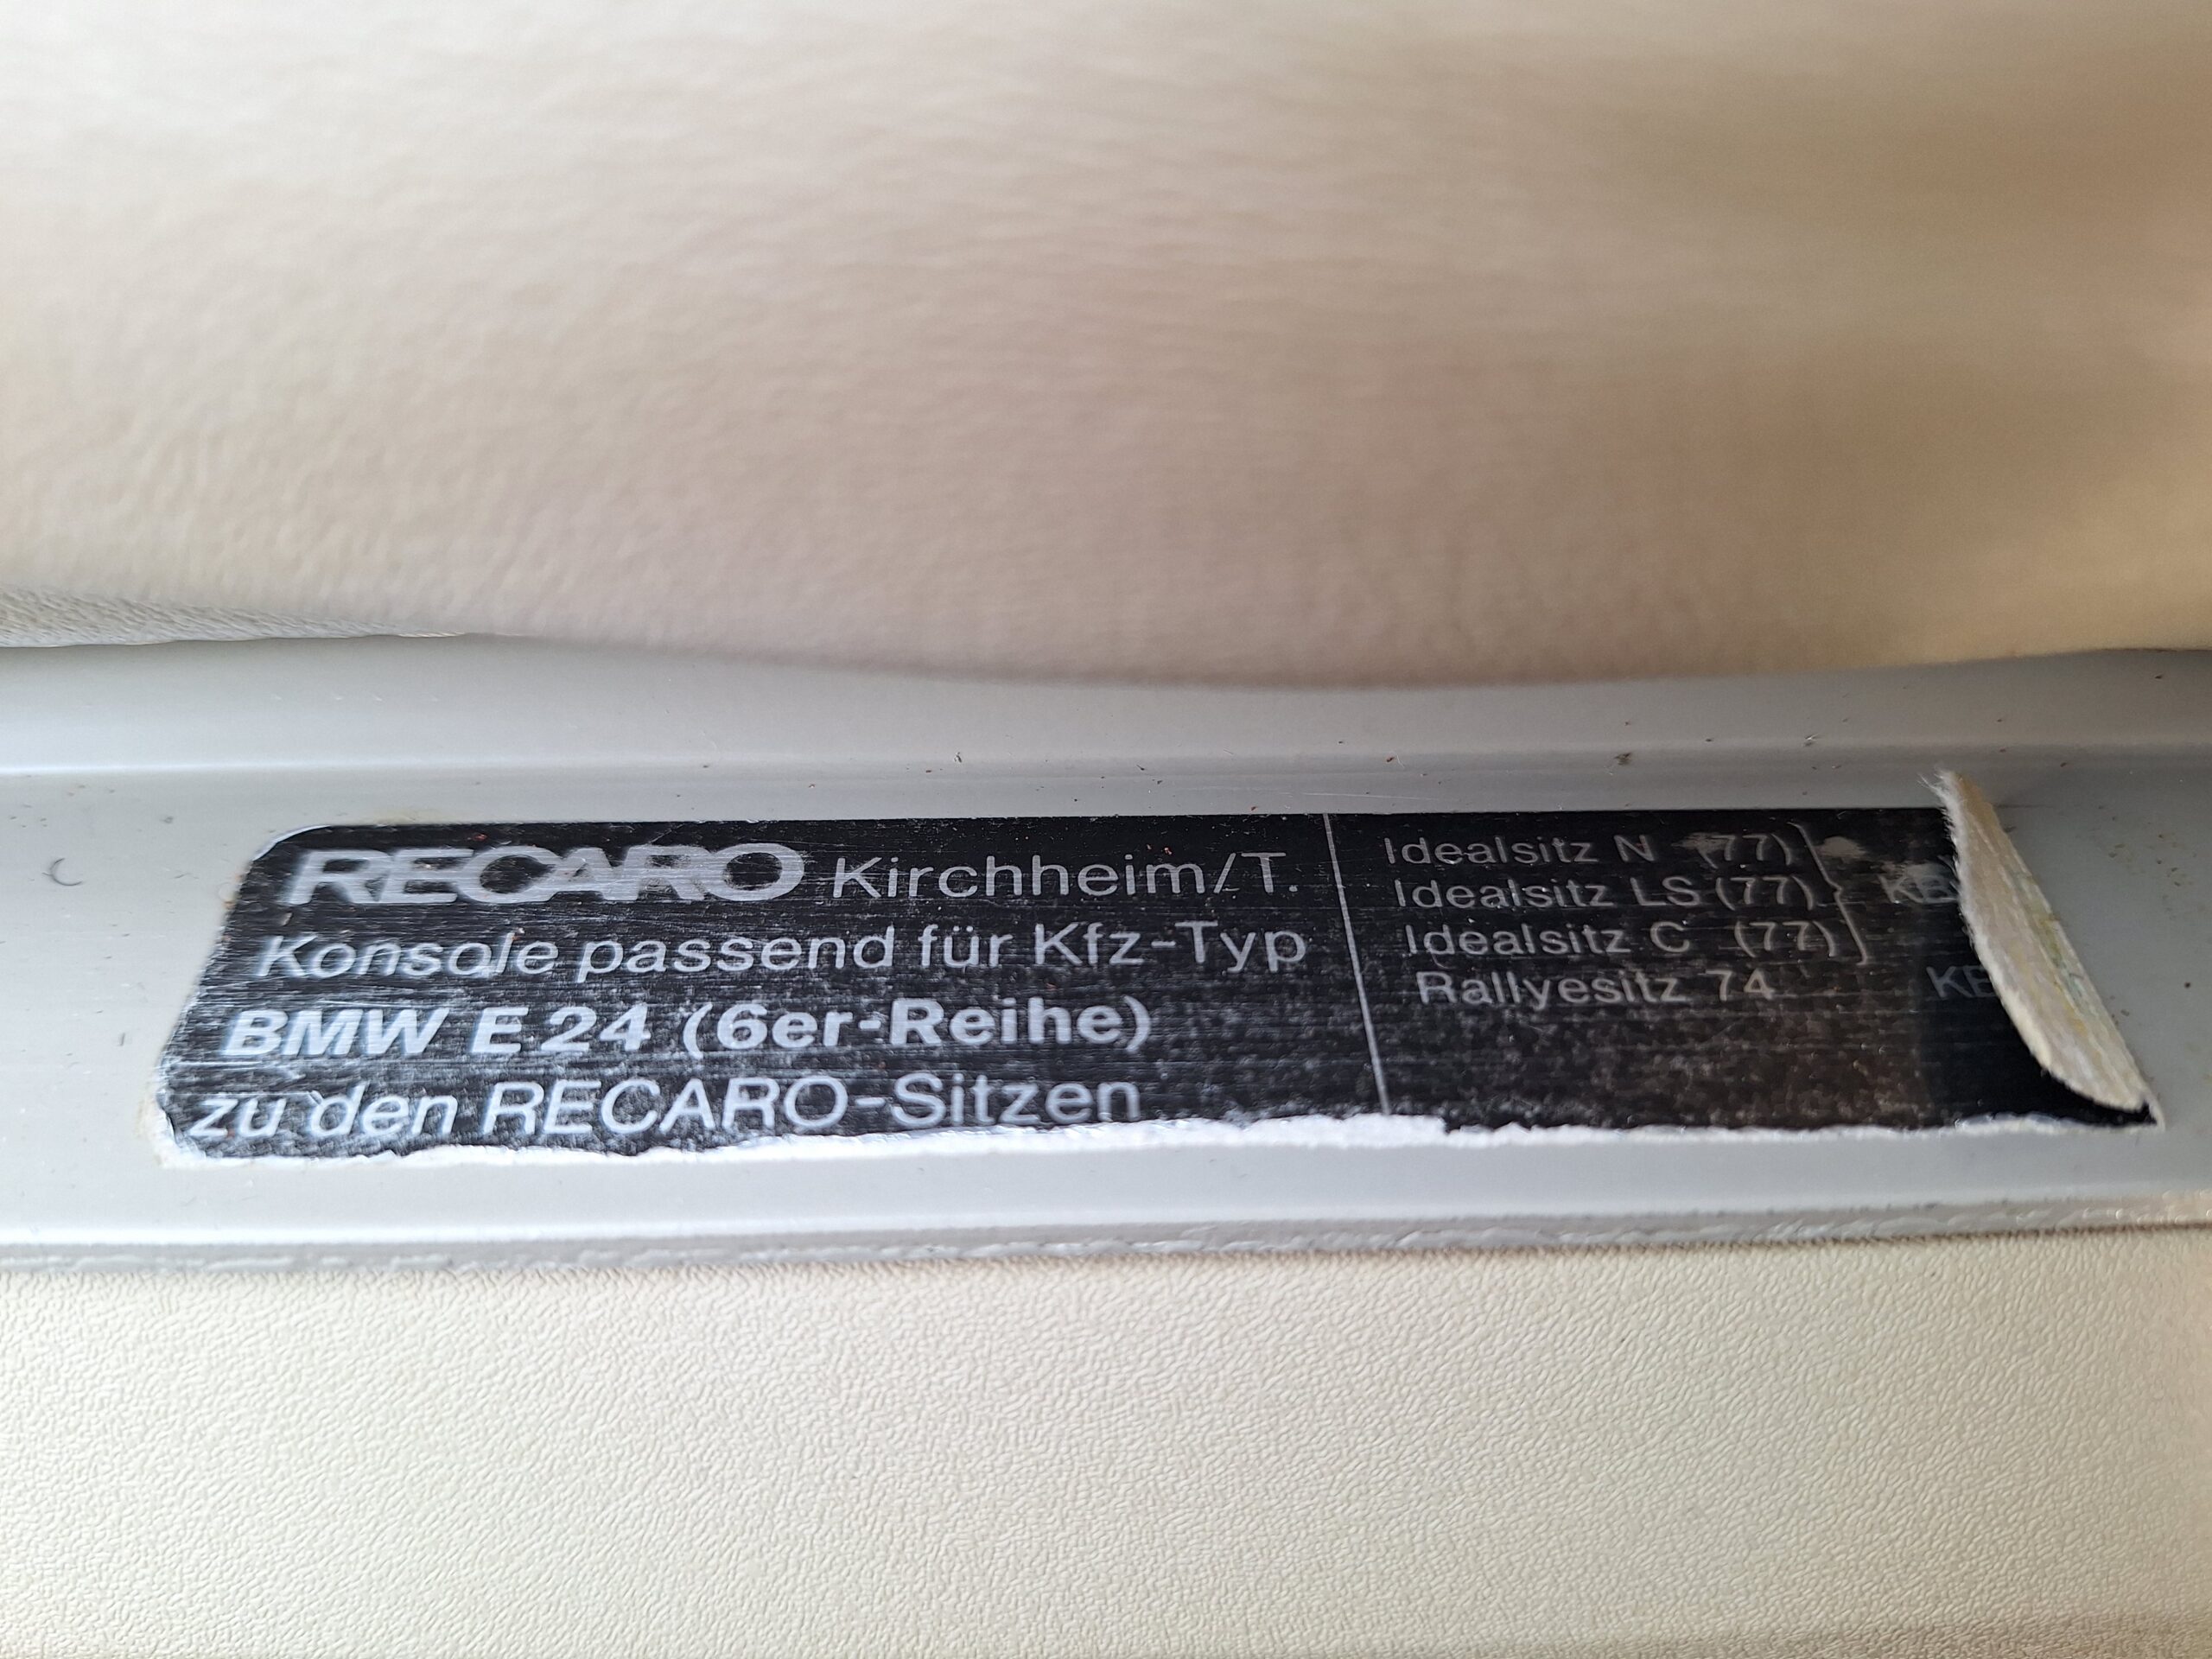 RECARO Kirchheim/T.
Konsole passend für Kfz-Typ
BMW E 24 (6er-Reihe)
zu den RECARO-Sitzen
Idealsitz N (77)
Idealsitz LS (77)
Idealsitz C (77)
Rallyesitz 74